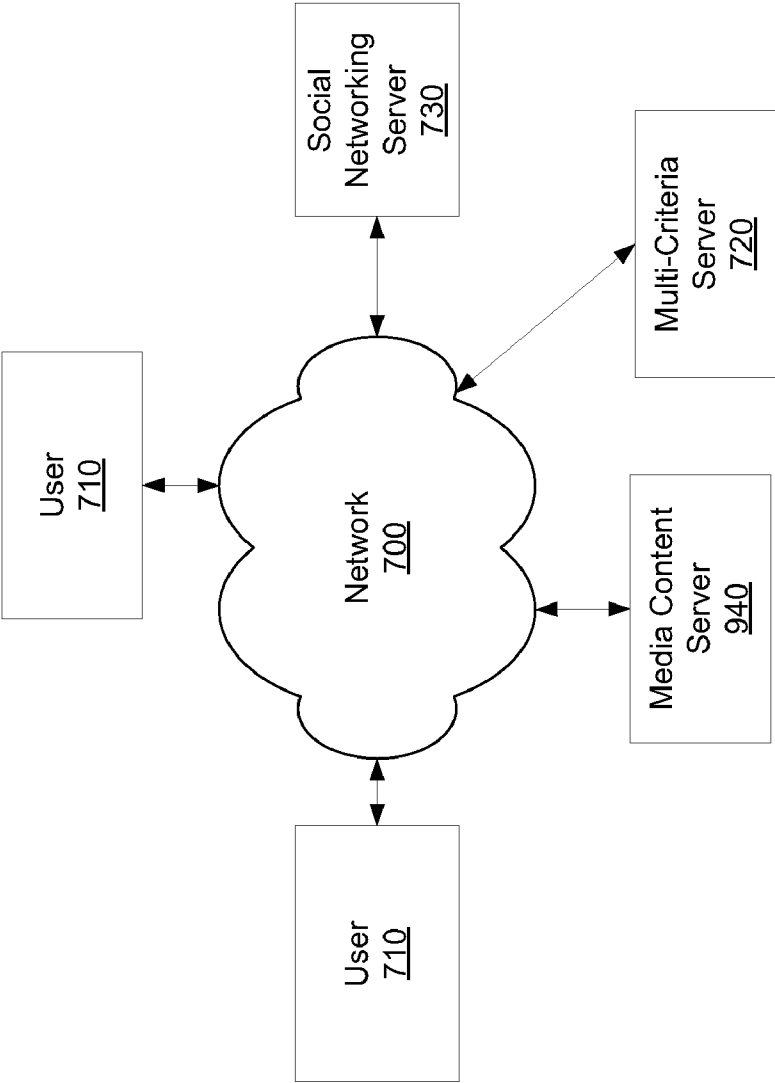 User
710
User
710
Network
700
Social
Networking
Server
730
Media Content
Server
940
Multi-Criteria
Server
720